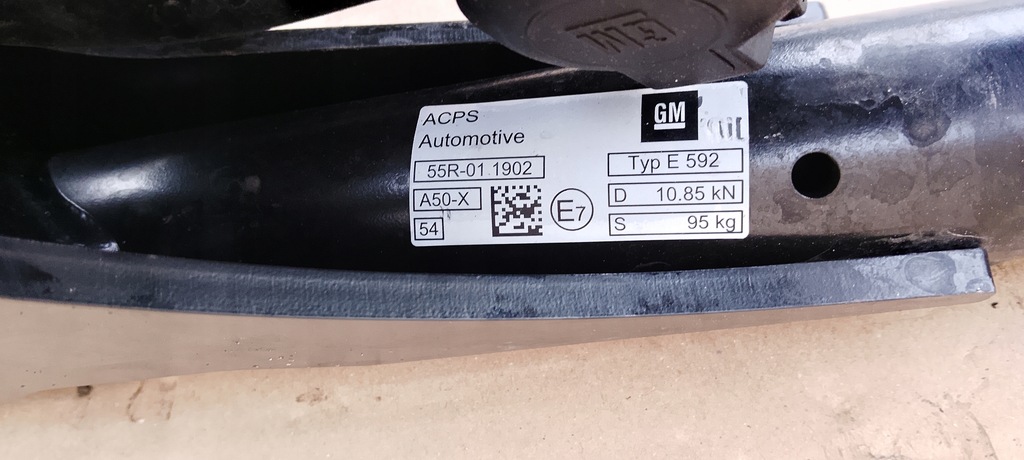 ACPS
Automotive
GM
55R-01 1902
Typ E 592
A50-X
E7
D 10.85 kN
54
S 95 kg